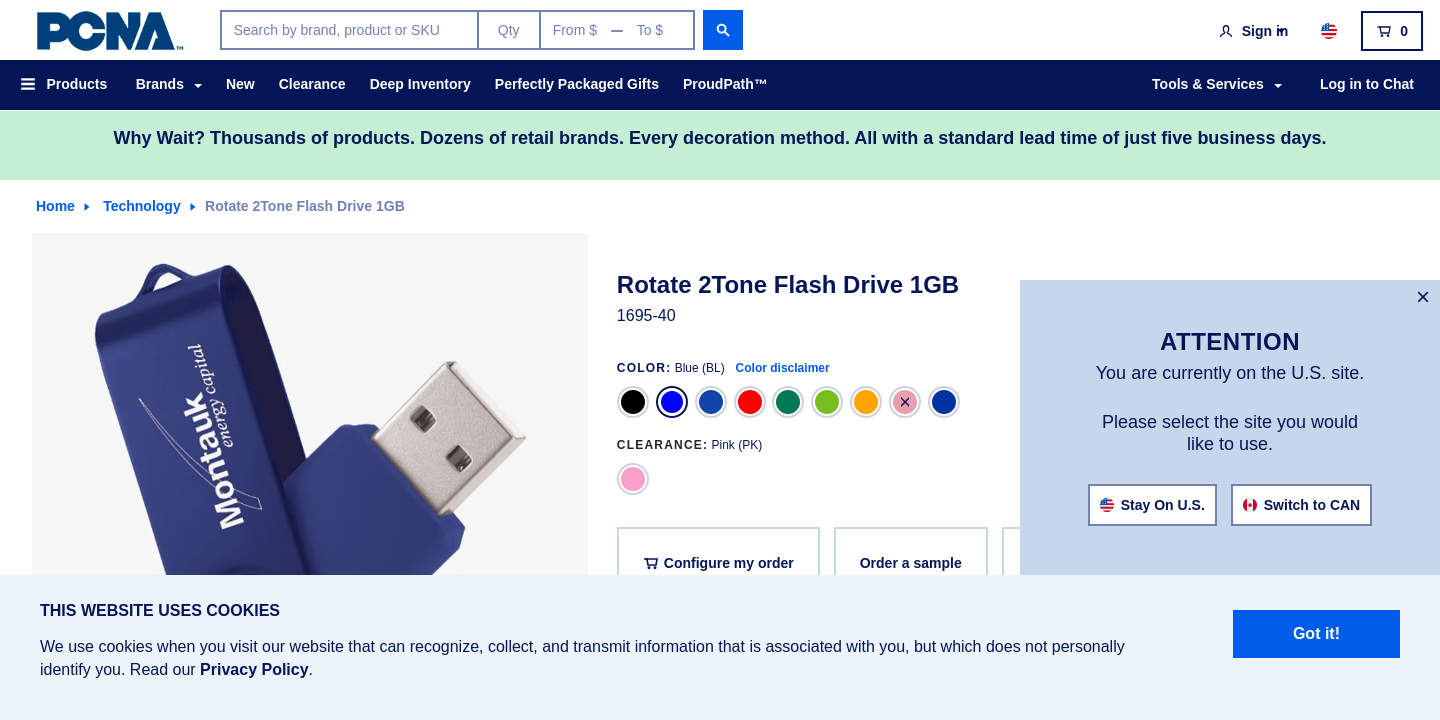 PCNA™
Search by brand, product or SKU
Qty
From $
To $
Sign in
0
Products
Brands
New
Clearance
Deep Inventory
Perfectly Packaged Gifts
ProudPath™
Tools & Services
Log in to Chat
Why Wait? Thousands of products. Dozens of retail brands. Every decoration method. All with a standard lead time of just five business days.
Home
Technology
Rotate 2Tone Flash Drive 1GB
Montauk
energy capital
Rotate 2Tone Flash Drive 1GB
1695-40
COLOR: Blue (BL) Color disclaimer
CLEARANCE: Pink (PK)
Configure my order
Order a sample
ATTENTION
You are currently on the U.S. site.
Please select the site you would
like to use.
Stay On U.S.
Switch to CAN
THIS WEBSITE USES COOKIES
We use cookies when you visit our website that can recognize, collect, and transmit information that is associated with you, but which does not personally
identify you. Read our Privacy Policy.
Got it!